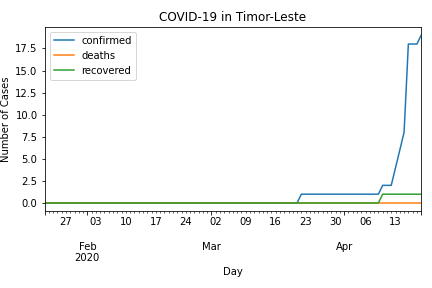 COVID-19 in Timor-Leste
confirmed
deaths
recovered
Number of Cases
17.5
15.0
12.5
10.0
7.5
5.0
2.5
0.0
27 03 10 17 24 02 09 16 23 30 06 13
Feb Mar Apr
2020
Day